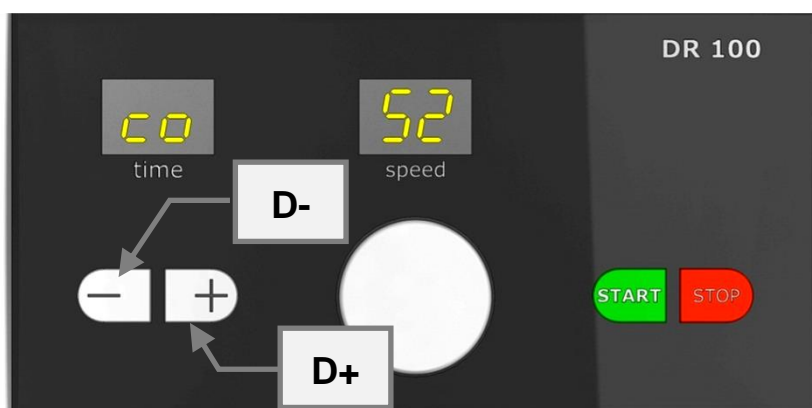 DR 100
co
52
time
speed
D-
− +
START STOP
D+